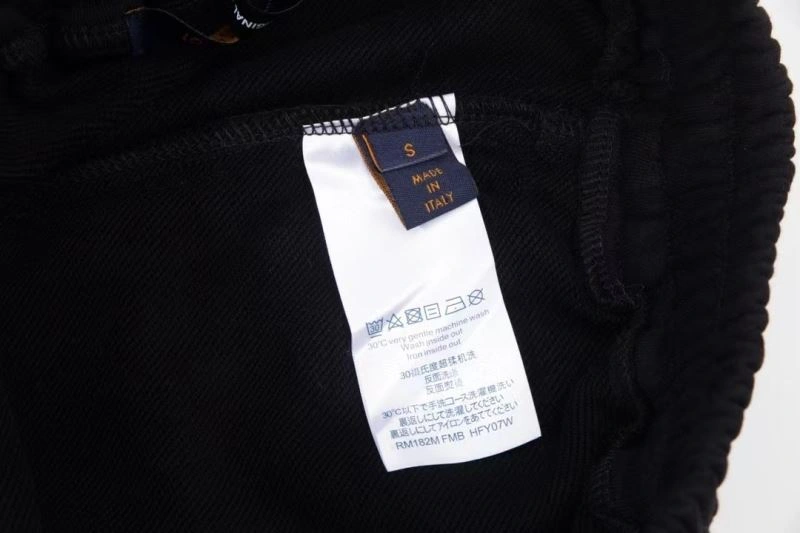 S
MADE
IN
ITALY
30
30°C very gentle machine wash
Wash inside out
Iron inside out
30摄氏度超揉机洗
反面洗涤
反面熨烫
30°C以下で手洗コース洗濯機洗い
裏返しにして洗濯してください
裏返しにしてアイロンをあててください
RM182M FMB HFY07W